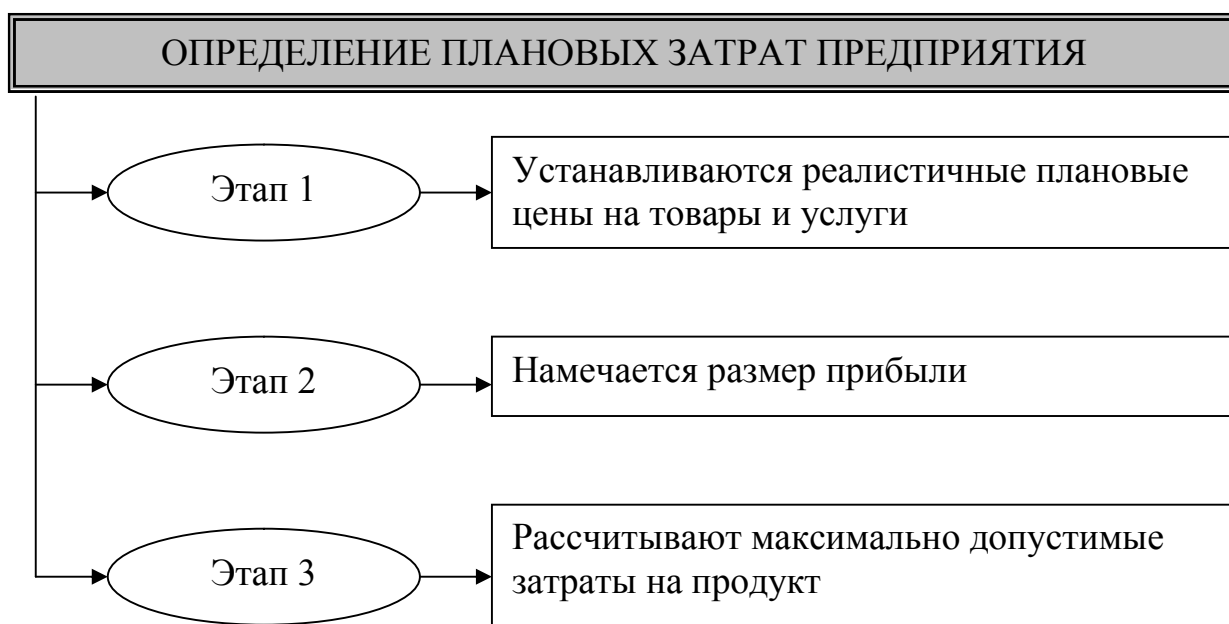 ОПРЕДЕЛЕНИЕ ПЛАНОВЫХ ЗАТРАТ ПРЕДПРИЯТИЯ
Этап 1
Устанавливаются реалистичные плановые
цены на товары и услуги
Этап 2
Намечается размер прибыли
Этап 3
Рассчитывают максимально допустимые
затраты на продукт